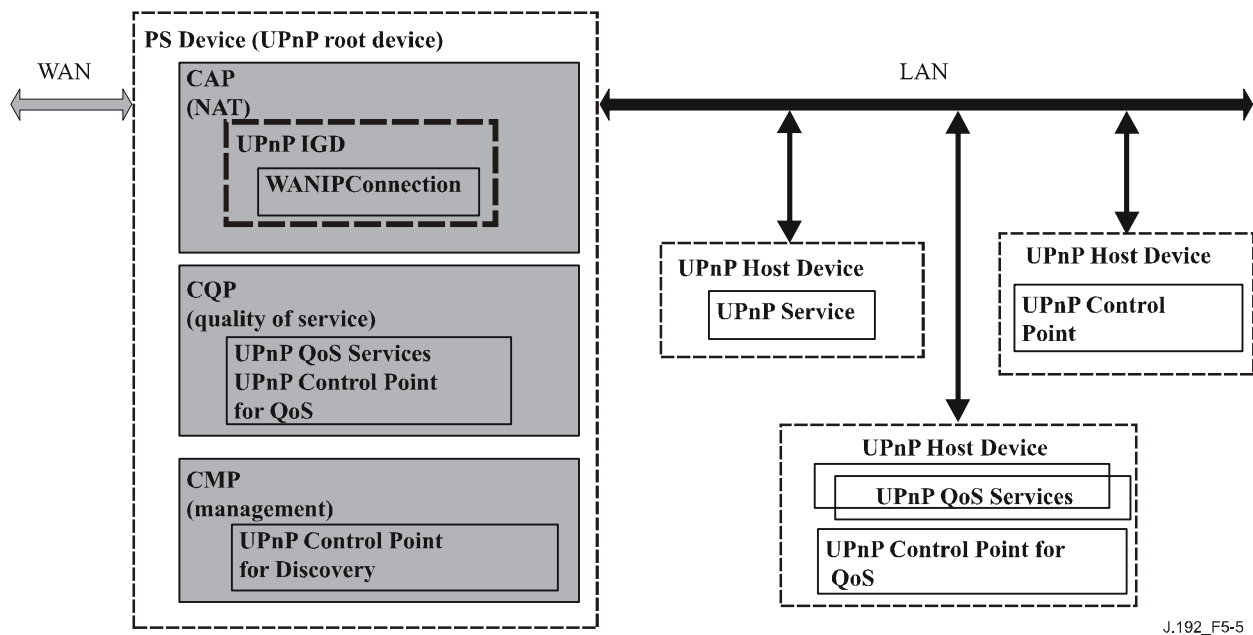 PS Device (UPnP root device)
WAN
CAP
(NAT)
UPnP IGD
WANIPConnection
CQP
(quality of service)
UPnP QoS Services
UPnP Control Point
for QoS
CMP
(management)
UPnP Control Point
for Discovery
LAN
UPnP Host Device
UPnP Service
UPnP Host Device
UPnP Control
Point
UPnP Host Device
UPnP QoS Services
UPnP Control Point for
QoS
J.192_F5-5